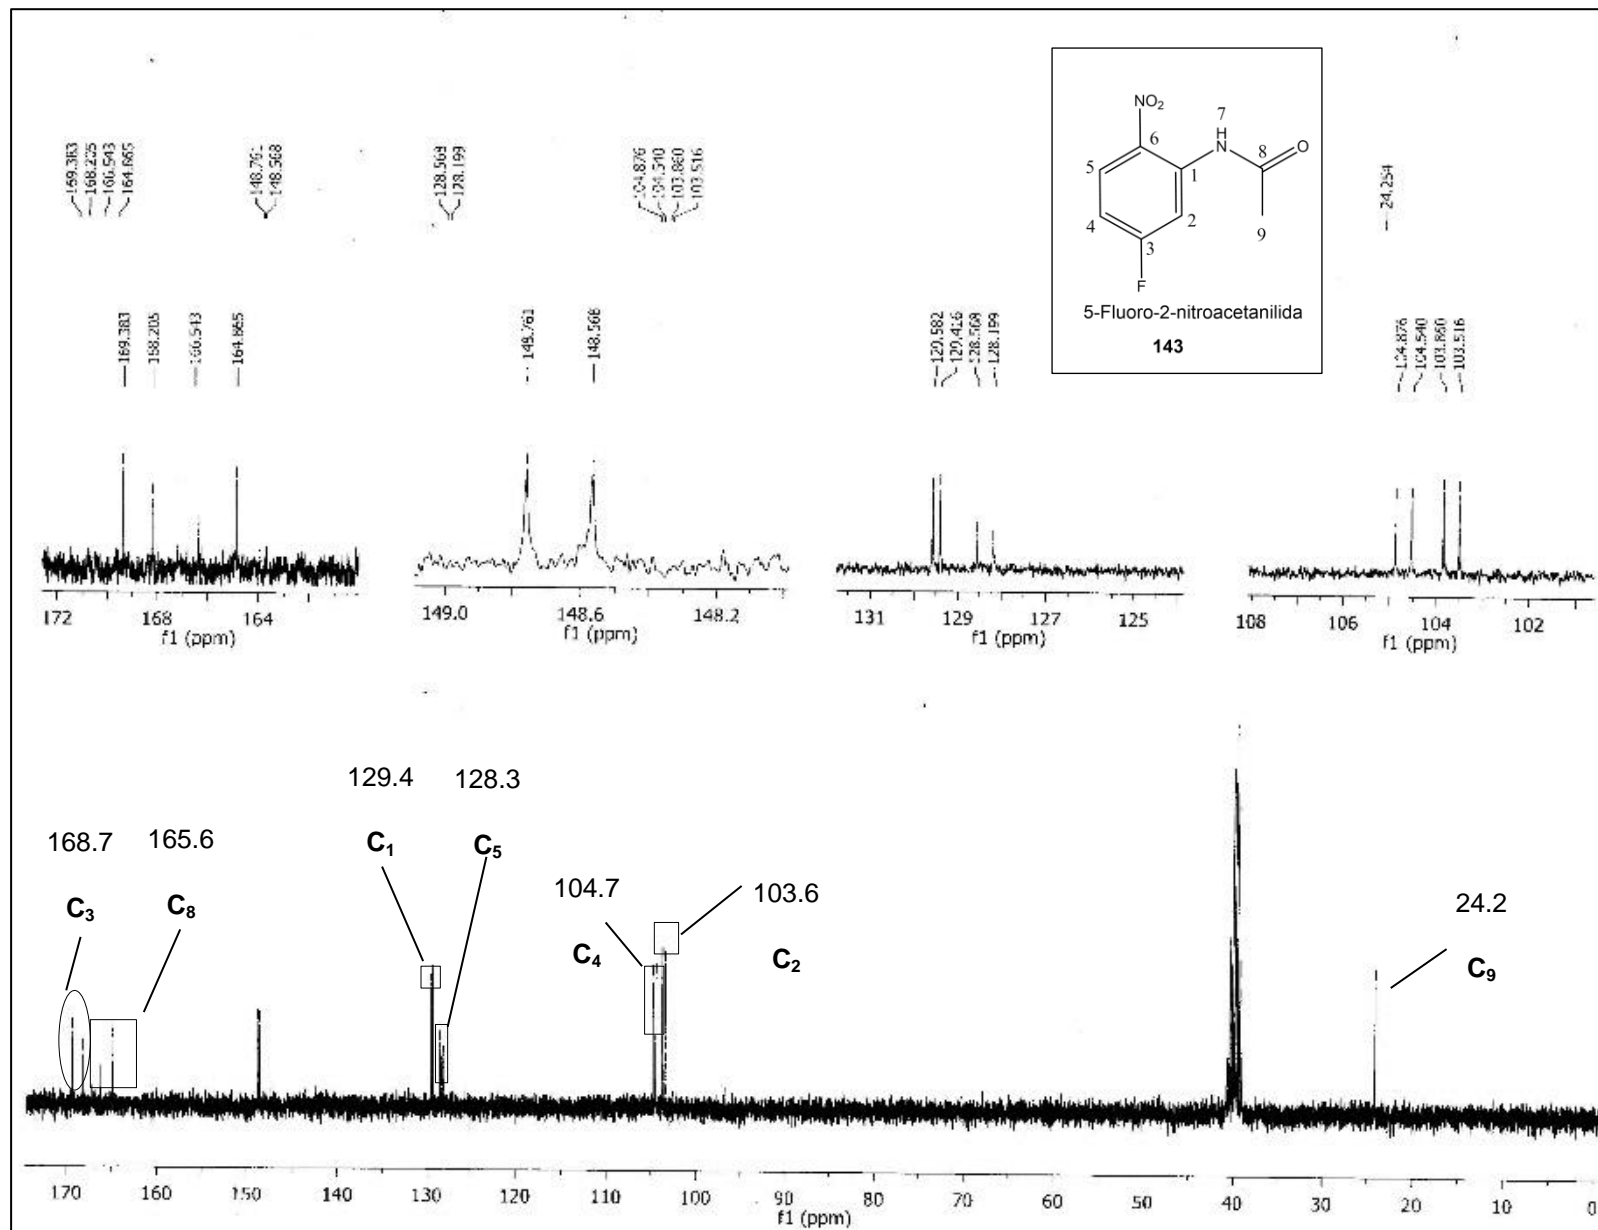 169.383
168.205
166.543
164.865
148.761
148.568
128.569
128.199
104.876
104.540
103.860
103.516
24.254
NO2
H
7
N
8
O
6
5
1
4
2
9
3
F
5-Fluoro-2-nitroacetanilida
143
169.383
168.205
166.543
164.865
148.761
148.568
129.582
129.426
128.569
128.199
104.876
104.540
103.860
103.516
172 168 164
f1 (ppm)
149.0 148.6 148.2
f1 (ppm)
131 129 127 125
f1 (ppm)
108 106 104 102
f1 (ppm)
129.4 128.3
168.7 165.6
C1 C5
104.7 103.6
24.2
C3 C8
C4 C2
C9
170 160 150 140 130 120 110 100 90 80 70 60 50 40 30 20 10 0
f1 (ppm)